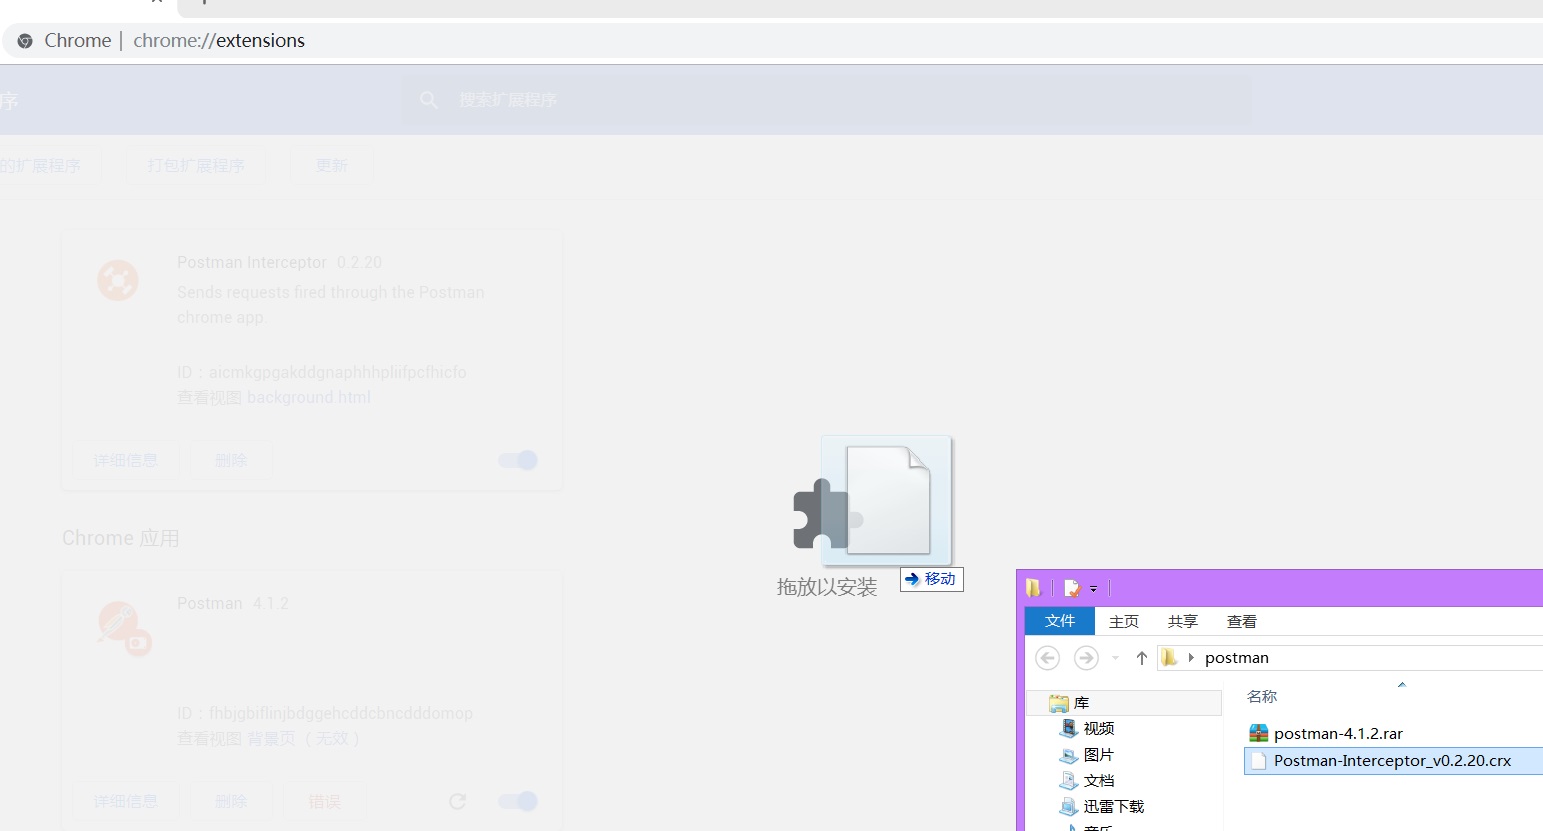 Chrome | chrome://extensions
序
搜索扩展程序
的扩展程序
打包扩展程序
更新
Postman Interceptor 0.2.20
Sends requests fired through the Postman
chrome app.
ID：aicmkgpgakddgnaphhhpliifpcfhicfo
查看视图 background.html
详细信息
删除
Chrome 应用
Postman 4.1.2
ID：fhbjgbiflinjbdggehcddcbncdddomop
查看视图 背景页（无效）
详细信息
删除
错误
拖放以安装
移动
文件
主页
共享
查看
postman
库
视频
图片
文档
迅雷下载
音乐
名称
postman-4.1.2.rar
Postman-Interceptor_v0.2.20.crx